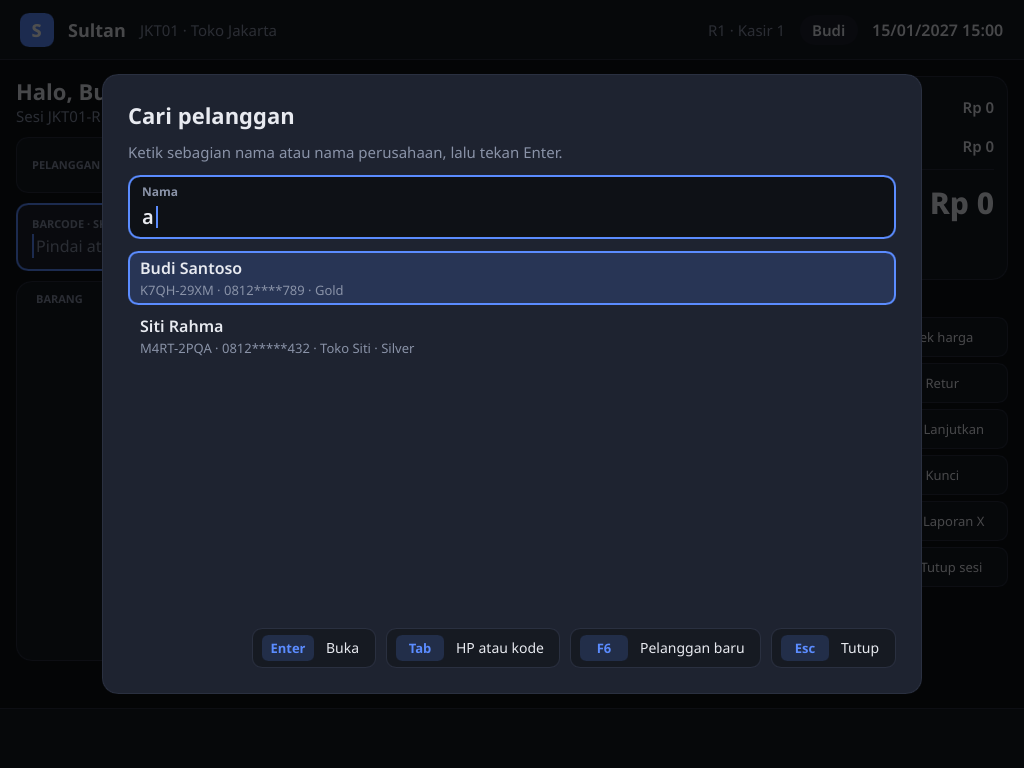 S Sultan JKT01 · Toko Jakarta R1 · Kasir 1 Budi 15/01/2027 15:00
Halo, Bu
Sesi JKT01-R
PELANGGAN
BARCODE · S
Pindai at
BARANG
Rp 0
Rp 0
Rp 0
ek harga
Retur
Lanjutkan
Kunci
Laporan X
Tutup sesi
Cari pelanggan
Ketik sebagian nama atau nama perusahaan, lalu tekan Enter.
Nama
a
Budi Santoso
K7QH-29XM · 0812****789 · Gold
Siti Rahma
M4RT-2PQA · 0812*****432 · Toko Siti · Silver
Enter Buka Tab HP atau kode F6 Pelanggan baru Esc Tutup